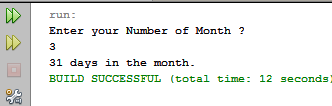 run:
Enter your Number of Month ?
3
31 days in the month.
BUILD SUCCESSFUL (total time: 12 seconds)